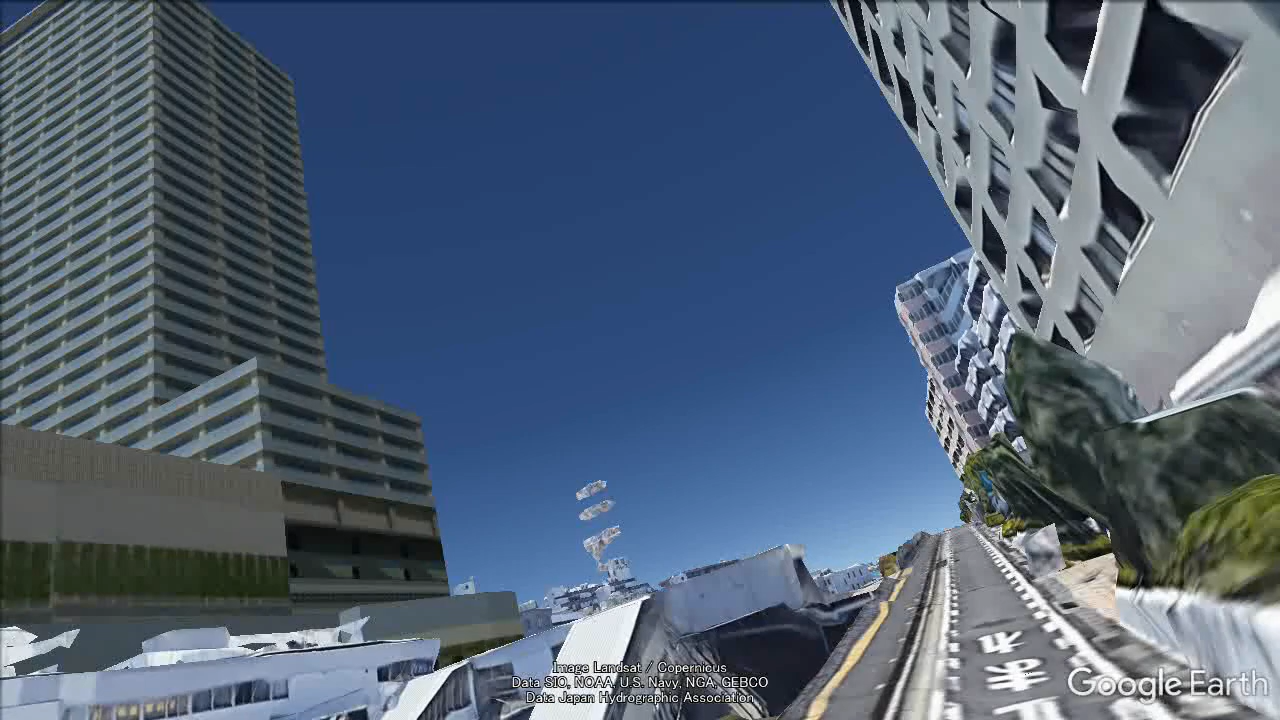 Image Landsat / Copernicus
Data SIO, NOAA, U.S. Navy, NGA, GEBCO
Data Japan Hydrographic Association
Google Earth